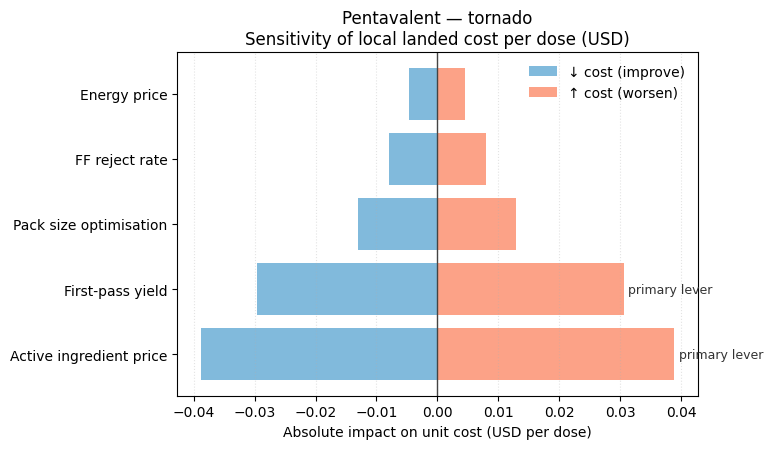 Pentavalent — tornado
Sensitivity of local landed cost per dose (USD)
↓ cost (improve)
↑ cost (worsen)
Energy price
FF reject rate
Pack size optimisation
First-pass yield
primary lever
Active ingredient price
primary lever
−0.04 −0.03 −0.02 −0.01 0.00 0.01 0.02 0.03 0.04
Absolute impact on unit cost (USD per dose)